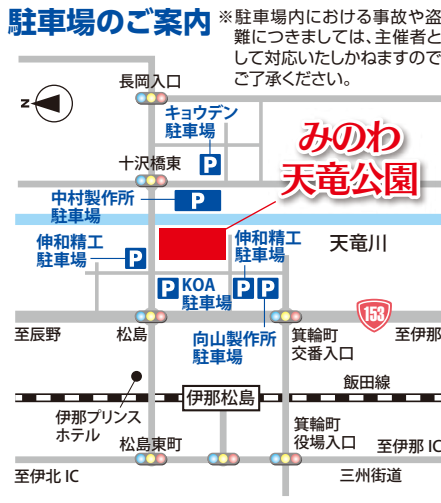 駐車場のご案内
※駐車場内における事故や盗
難につきましては、主催者と
して対応いたしかねますので
ご了承ください。
長岡入口
N
キョウデン
駐車場
P
みのわ
天竜公園
十沢橋東
中村製作所
駐車場
P
伸和精工
駐車場
P
伸和精工
駐車場
天竜川
P
KOA
駐車場
P
P
153
至辰野
松島
向山製作所
駐車場
箕輪町
交番入口
至伊那
飯田線
伊那松島
伊那プリンス
ホテル
箕輪町
役場入口
松島東町
至伊那 IC
至伊北 IC
三州街道